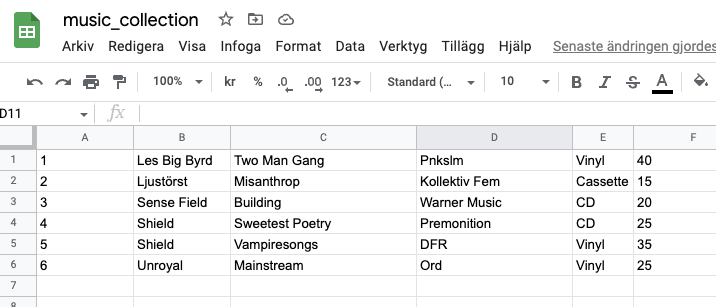 music_collection
Arkiv Redigera Visa Infoga Format Data Verktyg Tillägg Hjälp Senaste ändringen gjordes
100% kr % .0 .00 123 Standard (... 10 B I S A
D11 fx
A B C D E F
1 1 Les Big Byrd Two Man Gang Pnkslm Vinyl 40
2 2 Ljustörst Misanthrop Kollektiv Fem Cassette 15
3 3 Sense Field Building Warner Music CD 20
4 4 Shield Sweetest Poetry Premonition CD 25
5 5 Shield Vampiresongs DFR Vinyl 35
6 6 Unroyal Mainstream Ord Vinyl 25
7
8